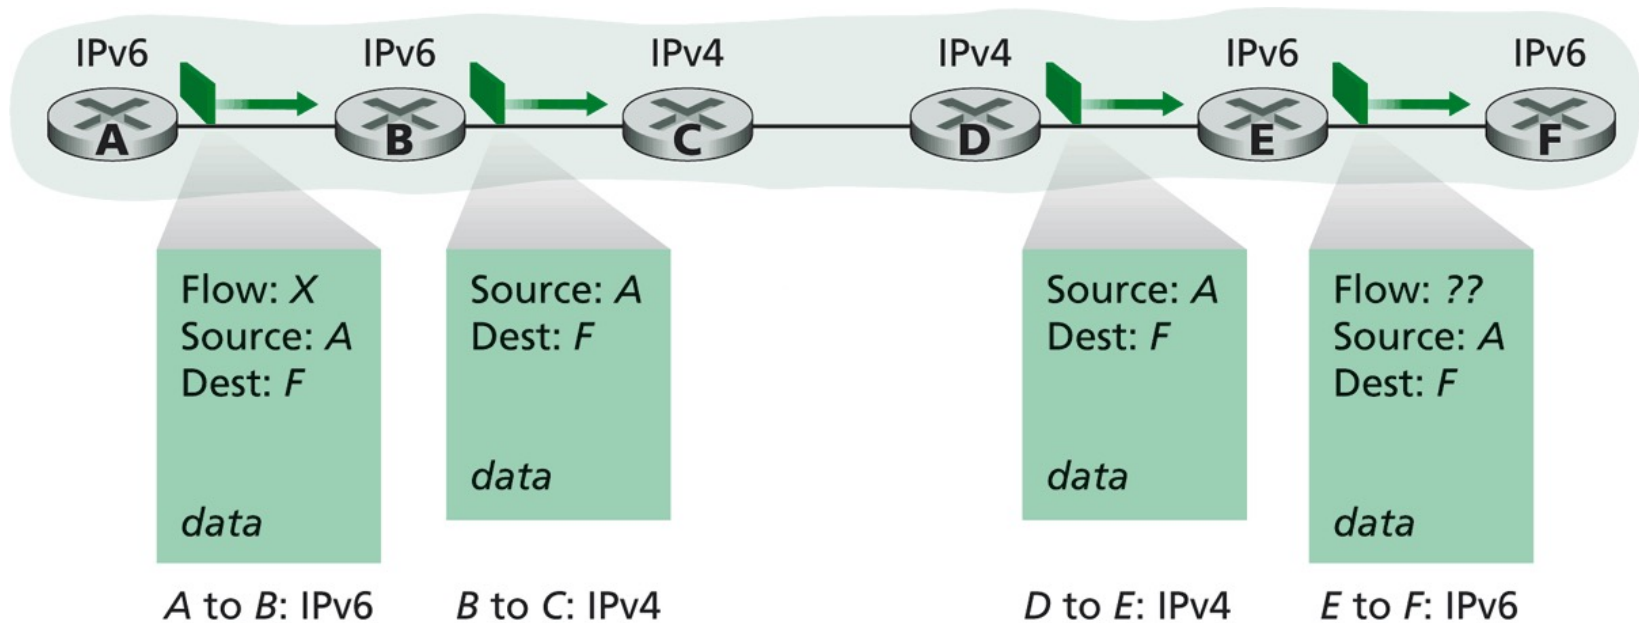 IPv6
IPv6
IPv4
IPv4
IPv6
IPv6
A
B
C
D
E
F
Flow: X
Source: A
Dest: F
data
Source: A
Dest: F
data
Source: A
Dest: F
data
Flow: ??
Source: A
Dest: F
data
A to B: IPv6
B to C: IPv4
D to E: IPv4
E to F: IPv6